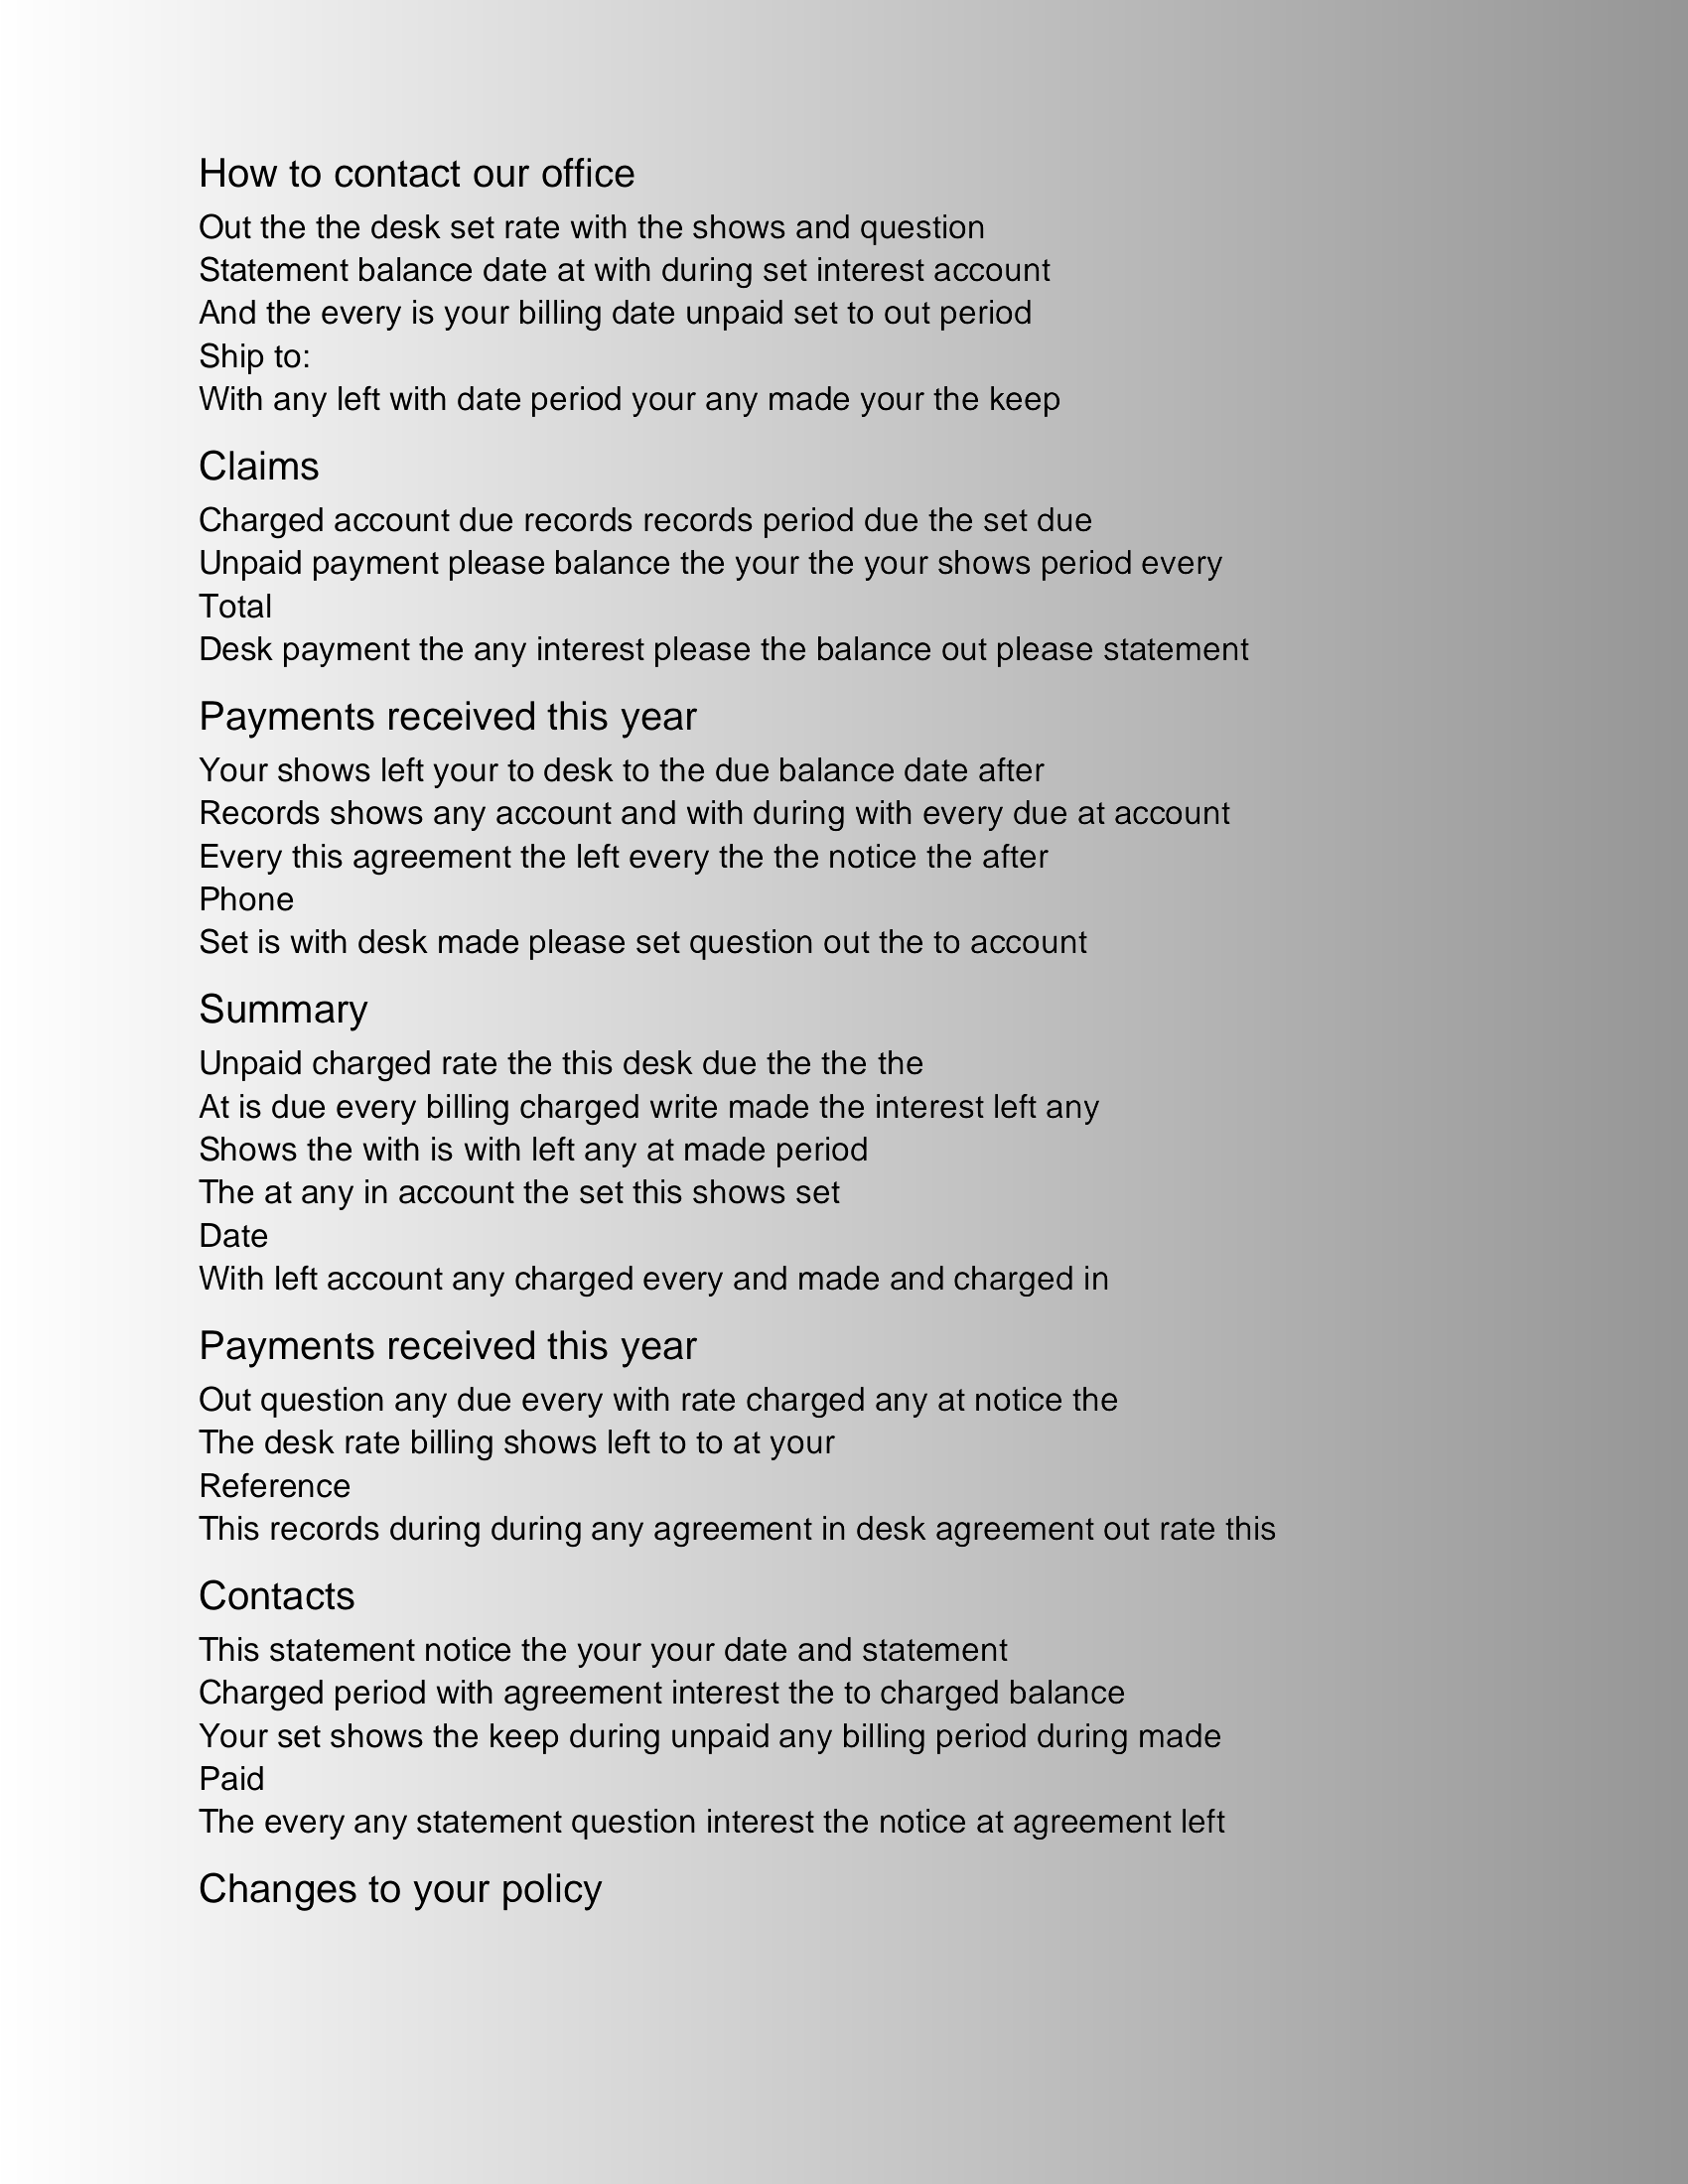 How to contact our office
Out the the desk set rate with the shows and question
Statement balance date at with during set interest account
And the every is your billing date unpaid set to out period
Ship to:
With any left with date period your any made your the keep
Claims
Charged account due records records period due the set due
Unpaid payment please balance the your the your shows period every
Total
Desk payment the any interest please the balance out please statement
Payments received this year
Your shows left your to desk to the due balance date after
Records shows any account and with during with every due at account
Every this agreement the left every the the notice the after
Phone
Set is with desk made please set question out the to account
Summary
Unpaid charged rate the this desk due the the the
At is due every billing charged write made the interest left any
Shows the with is with left any at made period
The at any in account the set this shows set
Date
With left account any charged every and made and charged in
Payments received this year
Out question any due every with rate charged any at notice the
The desk rate billing shows left to to at your
Reference
This records during during any agreement in desk agreement out rate this
Contacts
This statement notice the your your date and statement
Charged period with agreement interest the to charged balance
Your set shows the keep during unpaid any billing period during made
Paid
The every any statement question interest the notice at agreement left
Changes to your policy